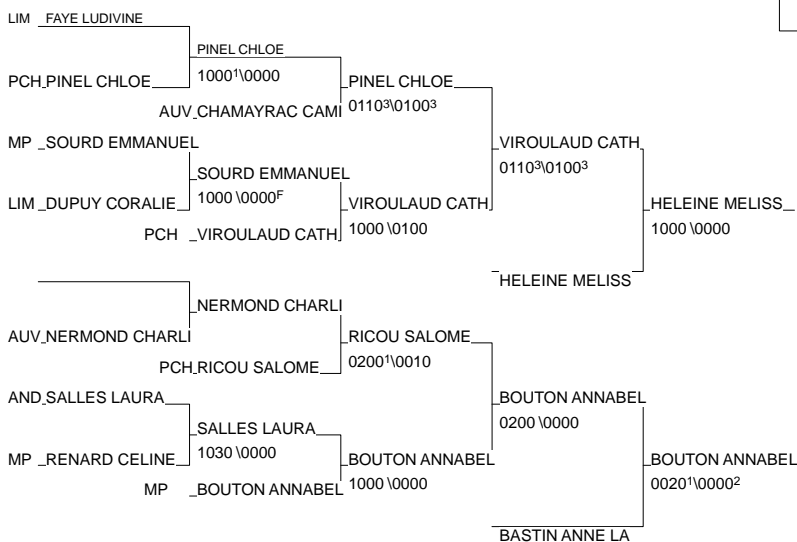 LIM FAYE LUDIVINE
PINEL CHLOE
1000¹\0000
PCH PINEL CHLOE
PINEL CHLOE
0110³\0100³
AUV CHAMAYRAC CAMI
MP SOURD EMMANUEL
VIROULAUD CATH
0110³\0100³
SOURD EMMANUEL
1000 \0000F
LIM DUPUY CORALIE
VIROULAUD CATH
1000 \0100
HELEINE MELISS
1000 \0000
PCH VIROULAUD CATH
HELEINE MELISS
NERMOND CHARLI
AUV NERMOND CHARLI
RICOU SALOME
0200¹\0010
PCH RICOU SALOME
AND SALLES LAURA
BOUTON ANNABEL
0200 \0000
SALLES LAURA
1030 \0000
MP RENARD CELINE
BOUTON ANNABEL
1000 \0000
BOUTON ANNABEL
0020¹\0000²
MP BOUTON ANNABEL
BASTIN ANNE LA